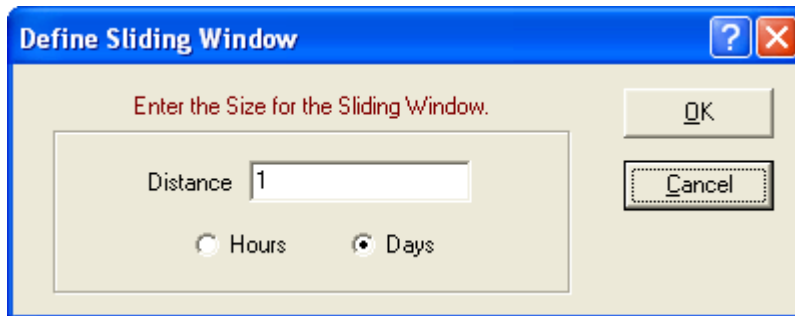 Define Sliding Window
Enter the Size for the Sliding Window.
OK
Distance 1
Cancel
Hours Days